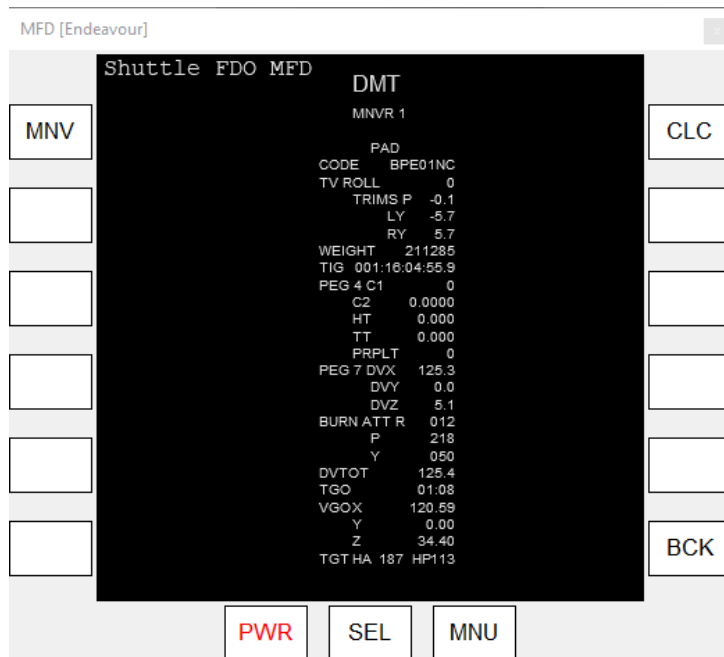 MFD [Endeavour]
x
Shuttle FDO MFD
DMT
MNVR 1
PAD
CODE BPE01NC
TV ROLL 0
TRIMS P -0.1
LY -5.7
RY 5.7
WEIGHT 211285
TIG 001:16:04:55.9
PEG 4 C1 0
C2 0.0000
HT 0.000
TT 0.000
PRPLT 0
PEG 7 DVX 125.3
DVY 0.0
DVZ 5.1
BURN ATT R 012
P 218
Y 050
DVTOT 125.4
TGO 01:08
VGOX 120.59
Y 0.00
Z 34.40
TGT HA 187 HP113
MNV
CLC
BCK
PWR SEL MNU